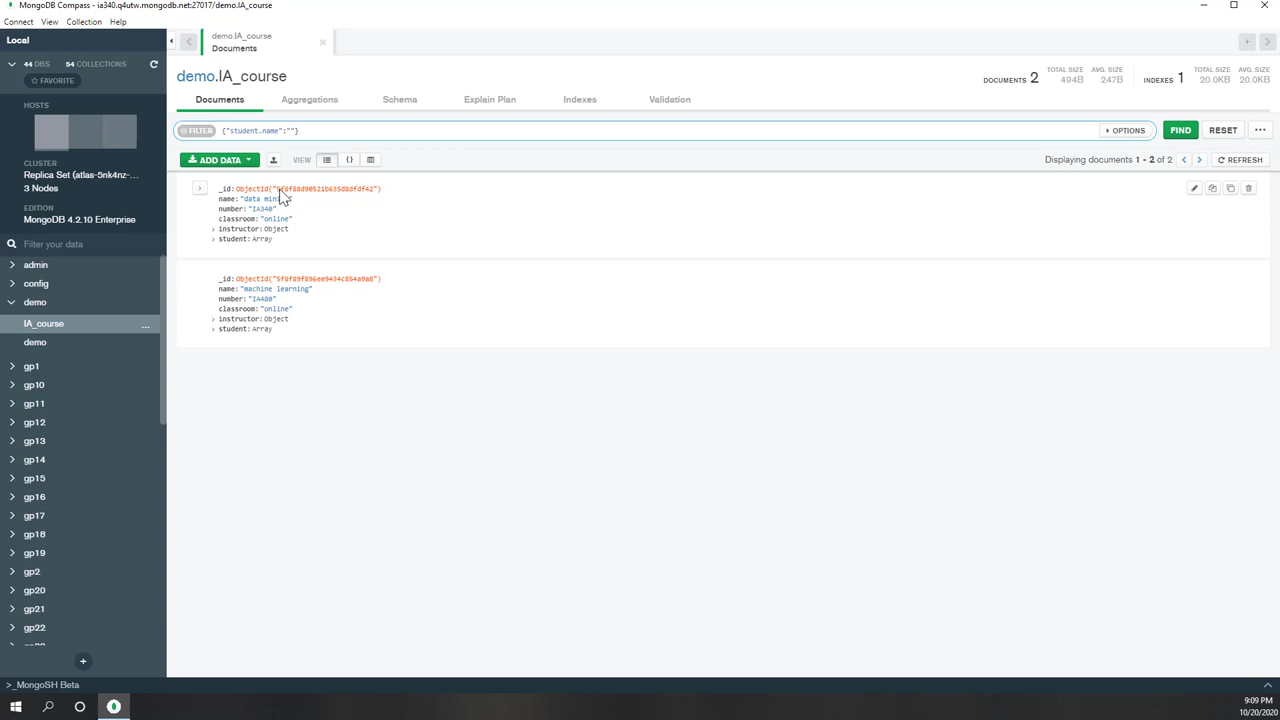 MongoDB Compass - ia340.q4utw.mongodb.net:27017/demo.IA_course
Connect View Collection Help
Local
demo.IA_course
Documents
44 DBS 54 COLLECTIONS
FAVORITE
demo.IA_course
DOCUMENTS 2
TOTAL SIZE
494B
AVG. SIZE
247B
INDEXES 1
TOTAL SIZE
20.0KB
AVG. SIZE
20.0KB
HOSTS
Documents Aggregations Schema Explain Plan Indexes Validation
FILTER {"student.name":""}
OPTIONS FIND RESET
CLUSTER
Replica Set (atlas-5nk4nz-...
3 Nodes
ADD DATA VIEW Displaying documents 1 - 2 of 2 REFRESH
EDITION
MongoDB 4.2.10 Enterprise
Filter your data
_id: ObjectId("5f8f88d90521b635d8dfdf42")
name: "data mini
number: "IA340"
classroom: "online"
instructor: Object
student: Array
_id: ObjectId("5f8f89f896ee9434c854a9a8")
name: "machine learning"
number: "IA480"
classroom: "online"
instructor: Object
student: Array
admin
config
demo
IA_course ...
demo
gp1
gp10
gp11
gp12
gp13
gp14
gp15
gp16
gp17
gp18
gp19
gp2
gp20
gp21
gp22
>_MongoSH Beta
9:09 PM
10/20/2020